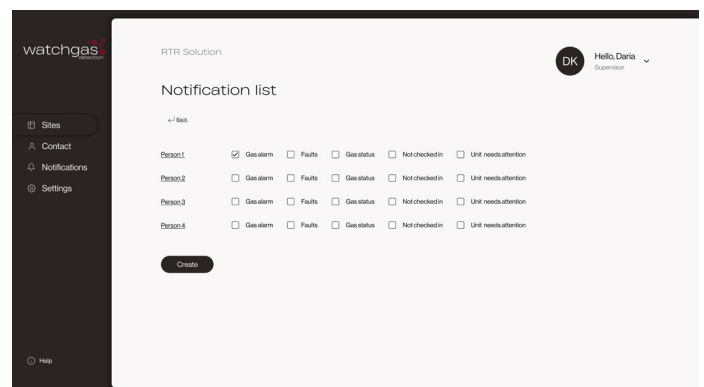 watchgas
detection
Sites
Contact
Notifications
Settings
Help
RTR Solution
DK
Hello, Daria
Supervisor
Notification list
Back
Person 1 Gas alarm Faults Gas status Not checked in Unit needs attention
Person 2 Gas alarm Faults Gas status Not checked in Unit needs attention
Person 3 Gas alarm Faults Gas status Not checked in Unit needs attention
Person 4 Gas alarm Faults Gas status Not checked in Unit needs attention
Create